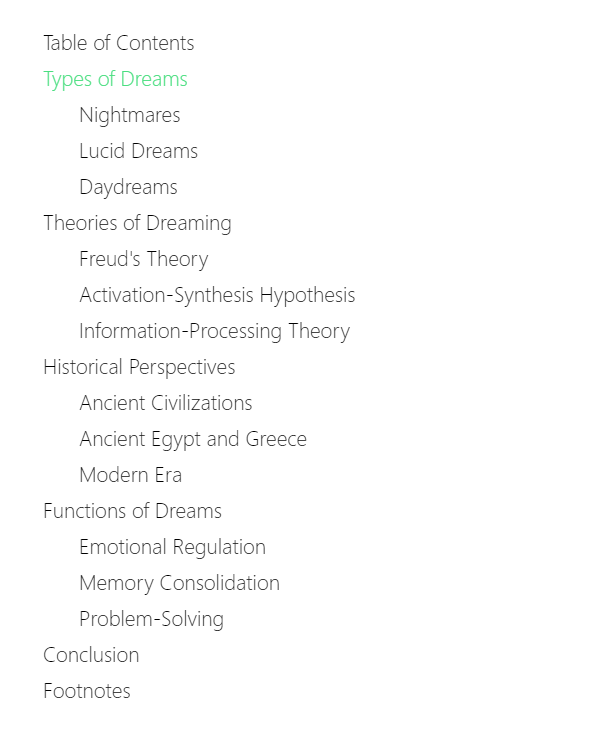 Table of Contents
Types of Dreams
Nightmares
Lucid Dreams
Daydreams
Theories of Dreaming
Freud's Theory
Activation-Synthesis Hypothesis
Information-Processing Theory
Historical Perspectives
Ancient Civilizations
Ancient Egypt and Greece
Modern Era
Functions of Dreams
Emotional Regulation
Memory Consolidation
Problem-Solving
Conclusion
Footnotes